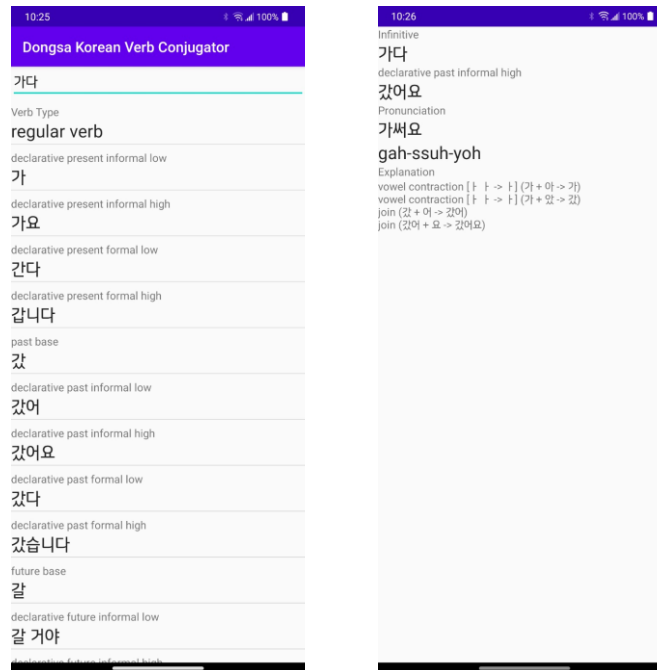 10:25
100%
Dongsa Korean Verb Conjugator
가다
Verb Type
regular verb
declarative present informal low
가
declarative present informal high
가요
declarative present formal low
간다
declarative present formal high
갑니다
past base
갔
declarative past informal low
갔어
declarative past informal high
갔어요
declarative past formal low
갔다
declarative past formal high
갔습니다
future base
갈
declarative future informal low
갈 거야
declarative future informal high
10:26
100%
Infinitive
가다
declarative past informal high
갔어요
Pronunciation
가써요
gah-ssuh-yoh
Explanation
vowel contraction [ㅏ ㅏ -> ㅏ] (가 + 아 -> 가)
vowel contraction [ㅏ ㅏ -> ㅏ] (가 + 았 -> 갔)
join (갔 + 어 -> 갔어)
join (갔어 + 요 -> 갔어요)